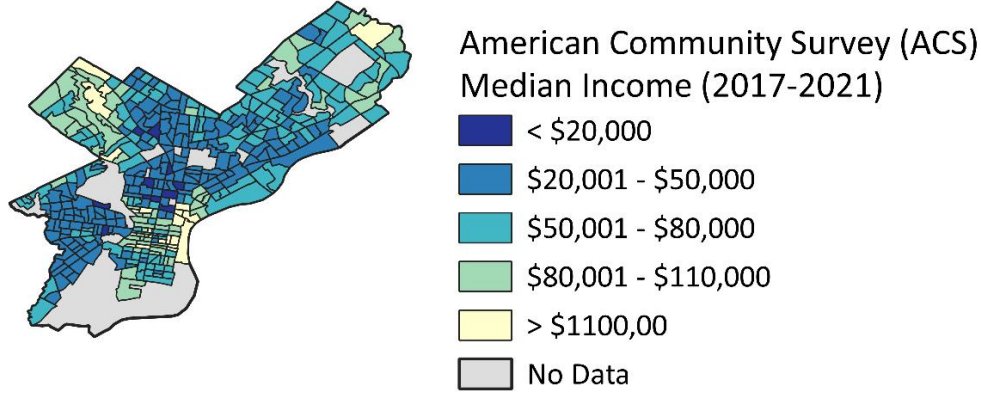 American Community Survey (ACS)
Median Income (2017-2021)
< $20,000
$20,001 - $50,000
$50,001 - $80,000
$80,001 - $110,000
> $1100,00
No Data